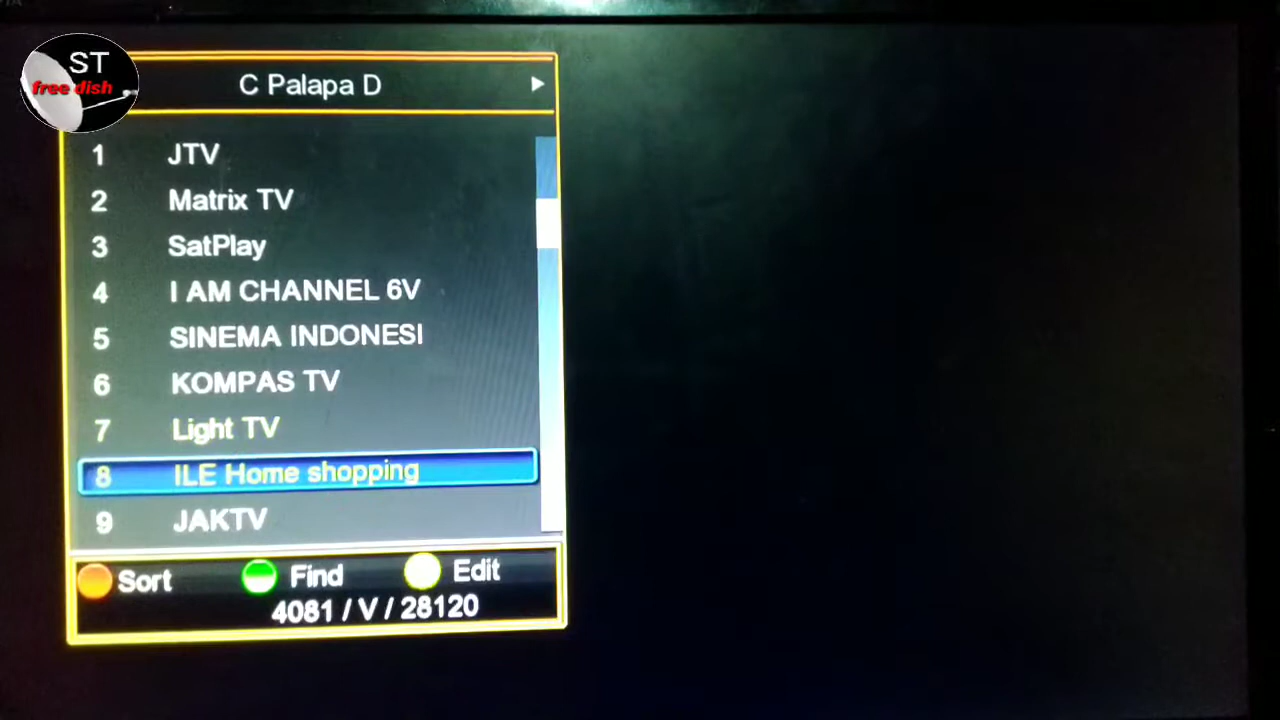 ST
free dish
C Palapa D
1 JTV
2 Matrix TV
3 SatPlay
4 I AM CHANNEL 6V
5 SINEMA INDONESI
6 KOMPAS TV
7 Light TV
8 ILE Home shopping
9 JAKTV
Sort Find Edit
4081 / V / 28120